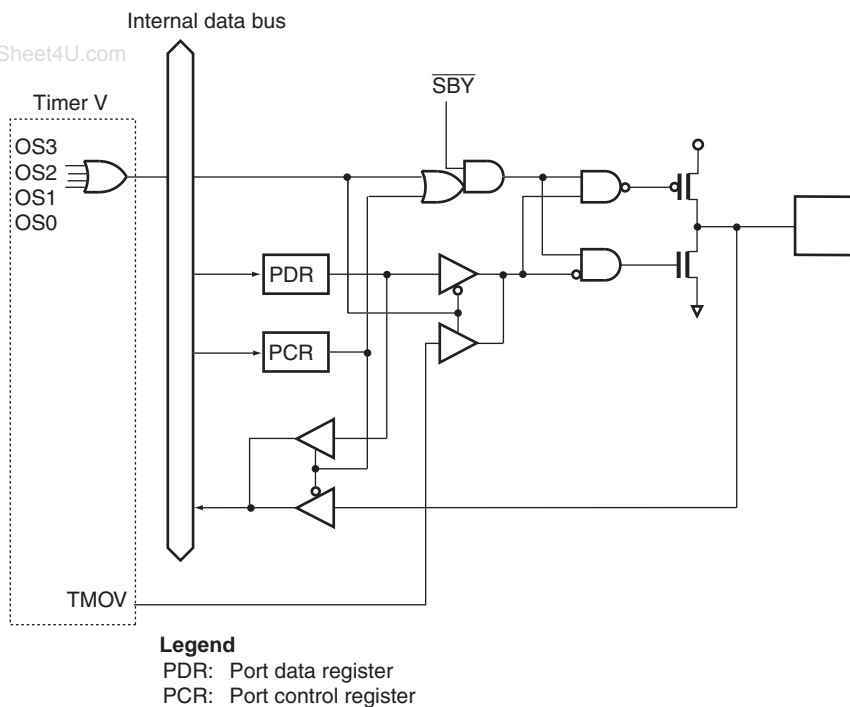 Internal data bus
Sheet4U.com
SBY
Timer V
OS3
OS2
OS1
OS0
PDR
PCR
TMOV
Legend
PDR: Port data register
PCR: Port control register